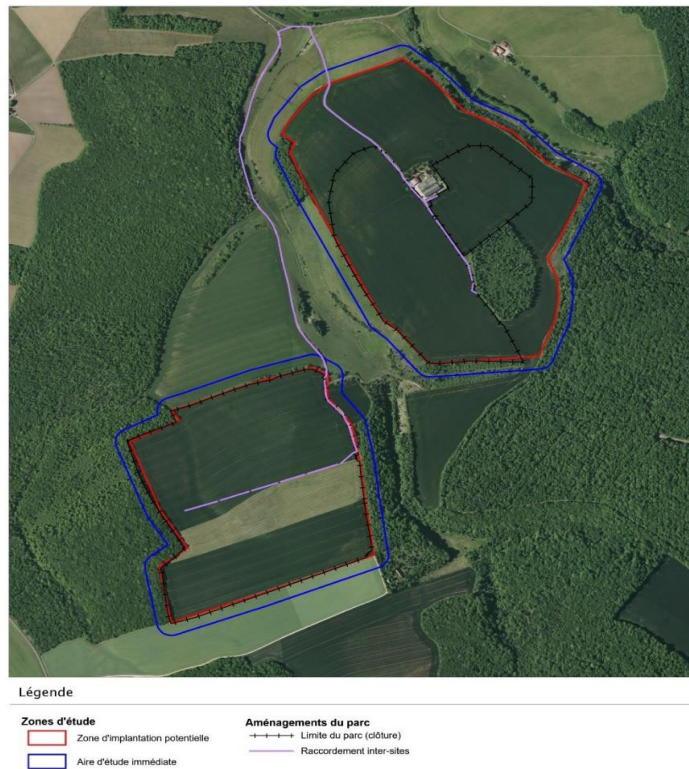 Légende
Zones d'étude
Zone d'implantation potentielle
Aire d'étude immédiate
Aménagements du parc
Limite du parc (clôture)
Raccordement inter-sites